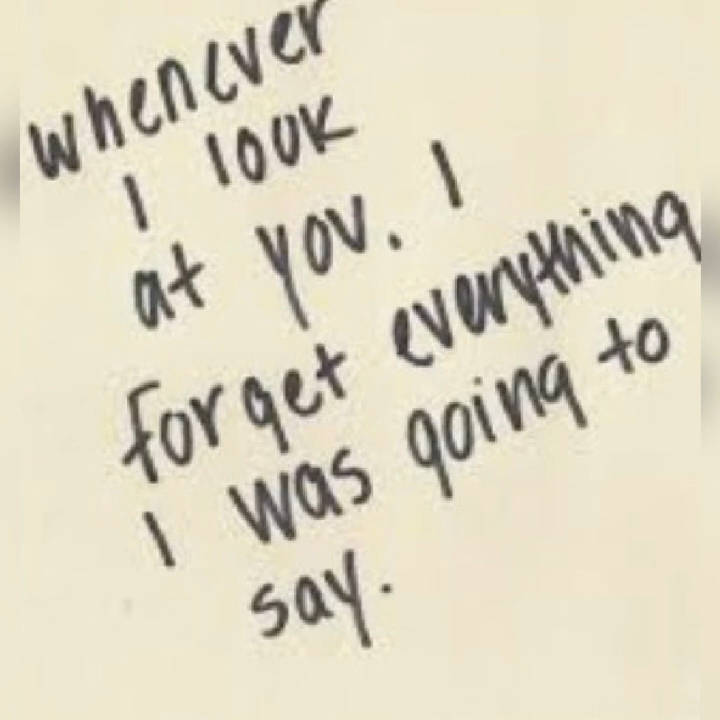 whenever
I look
at you. I
forget everything
I was going to
say.